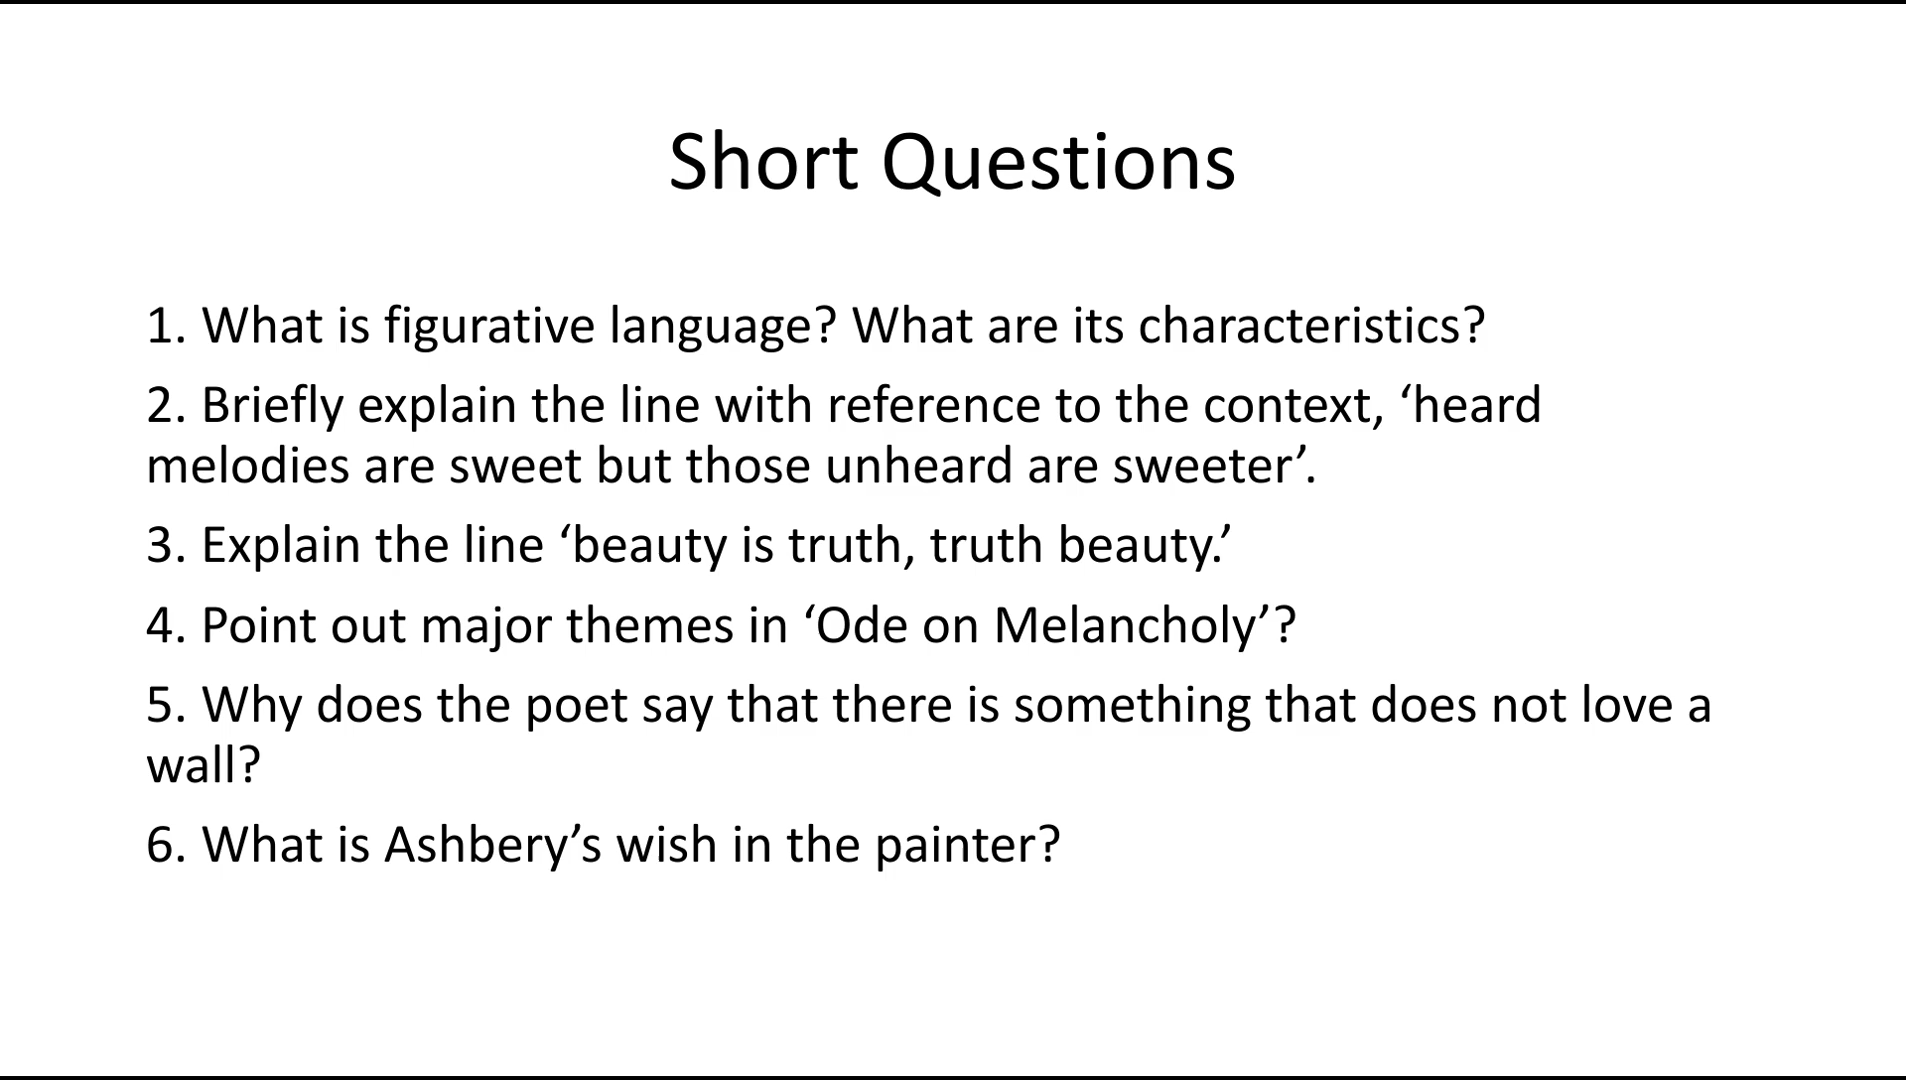 Short Questions
1. What is figurative language? What are its characteristics?
2. Briefly explain the line with reference to the context, ‘heard
melodies are sweet but those unheard are sweeter’.
3. Explain the line ‘beauty is truth, truth beauty.’
4. Point out major themes in ‘Ode on Melancholy’?
5. Why does the poet say that there is something that does not love a
wall?
6. What is Ashbery’s wish in the painter?